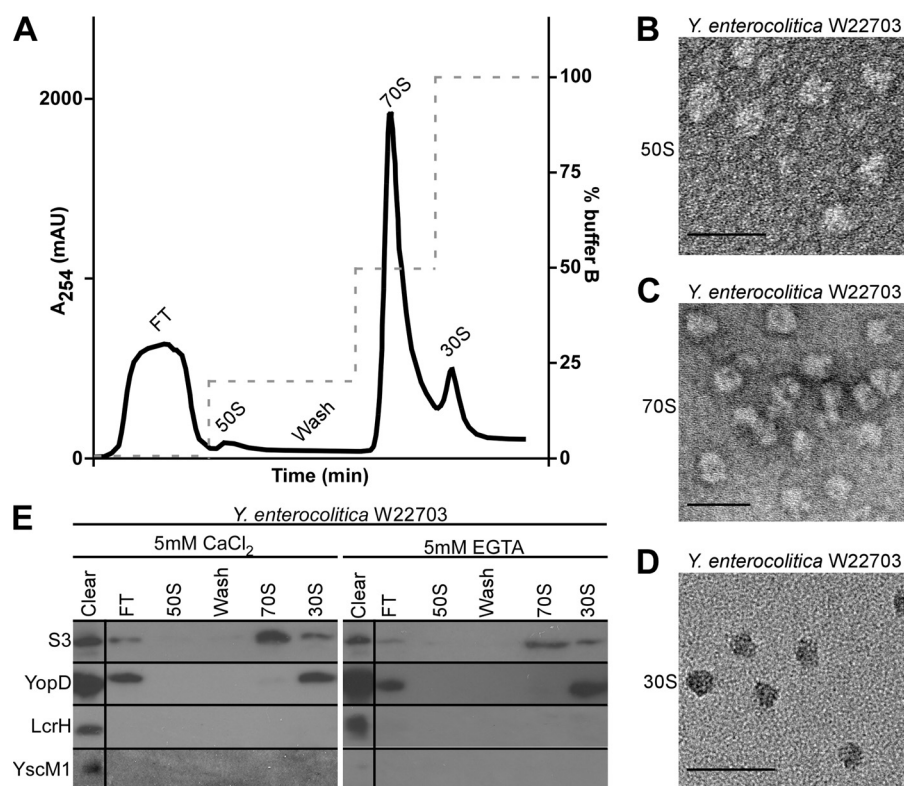 A
2000
A254 (mAU)
0
FT
50S
Wash
70S
30S
100
75
50
25
0
% buffer B
Time (min)
B
Y. enterocolitica W22703
50S
C
Y. enterocolitica W22703
70S
D
Y. enterocolitica W22703
30S
E
Y. enterocolitica W22703
5mM CaCl2
5mM EGTA
Clear
FT
50S
Wash
70S
30S
Clear
FT
50S
Wash
70S
30S
S3
YopD
LcrH
YscM1